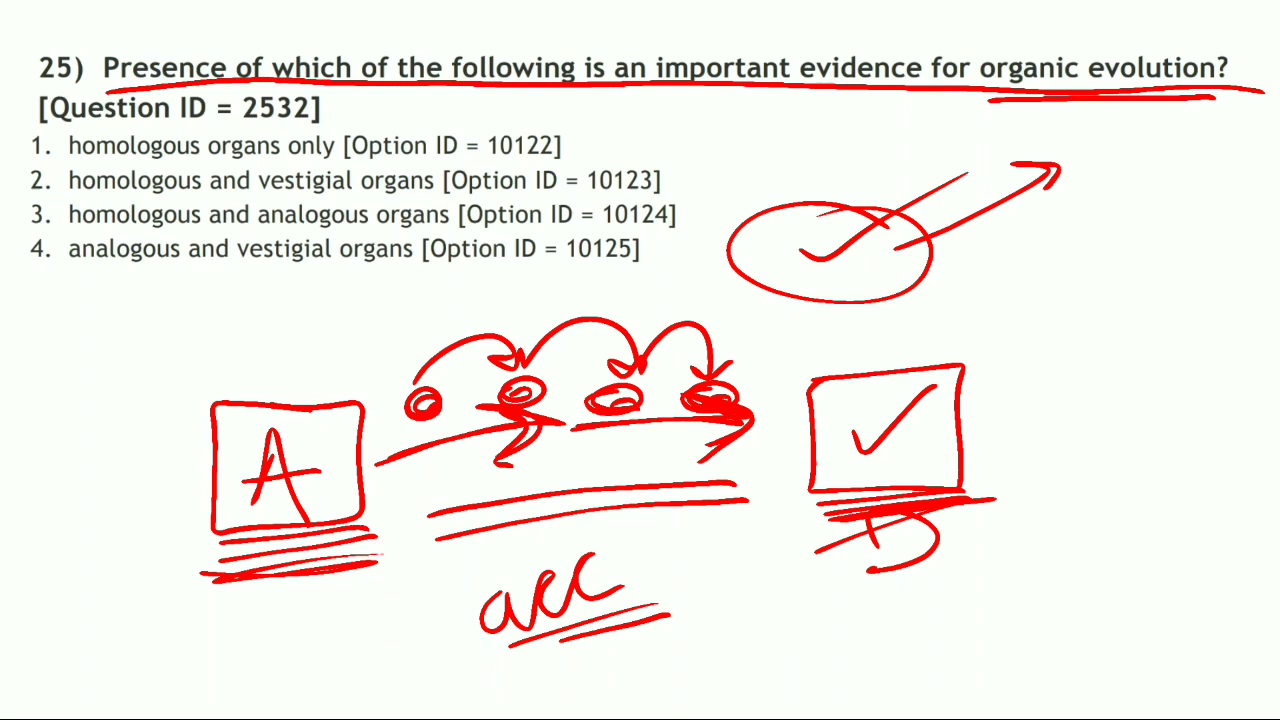 25) Presence of which of the following is an important evidence for organic evolution?
[Question ID = 2532]
1. homologous organs only [Option ID = 10122]
2. homologous and vestigial organs [Option ID = 10123]
3. homologous and analogous organs [Option ID = 10124]
4. analogous and vestigial organs [Option ID = 10125]
A
D
acc